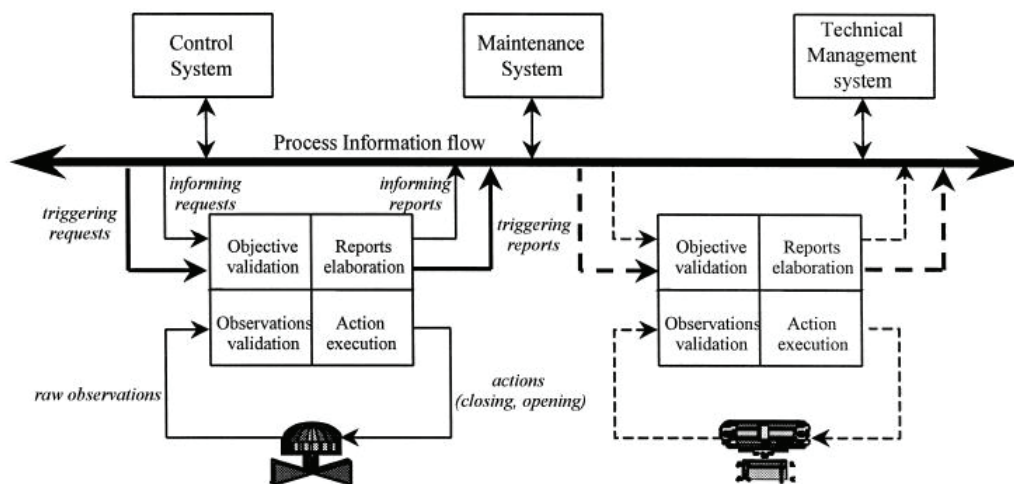 Control
System
Maintenance
System
Technical
Management
system
Process Information flow
informing
requests
informing
reports
triggering
requests
triggering
reports
Objective
validation
Reports
elaboration
Observations
validation
Action
execution
Objective
validation
Reports
elaboration
Observations
validation
Action
execution
raw observations
actions
(closing, opening)